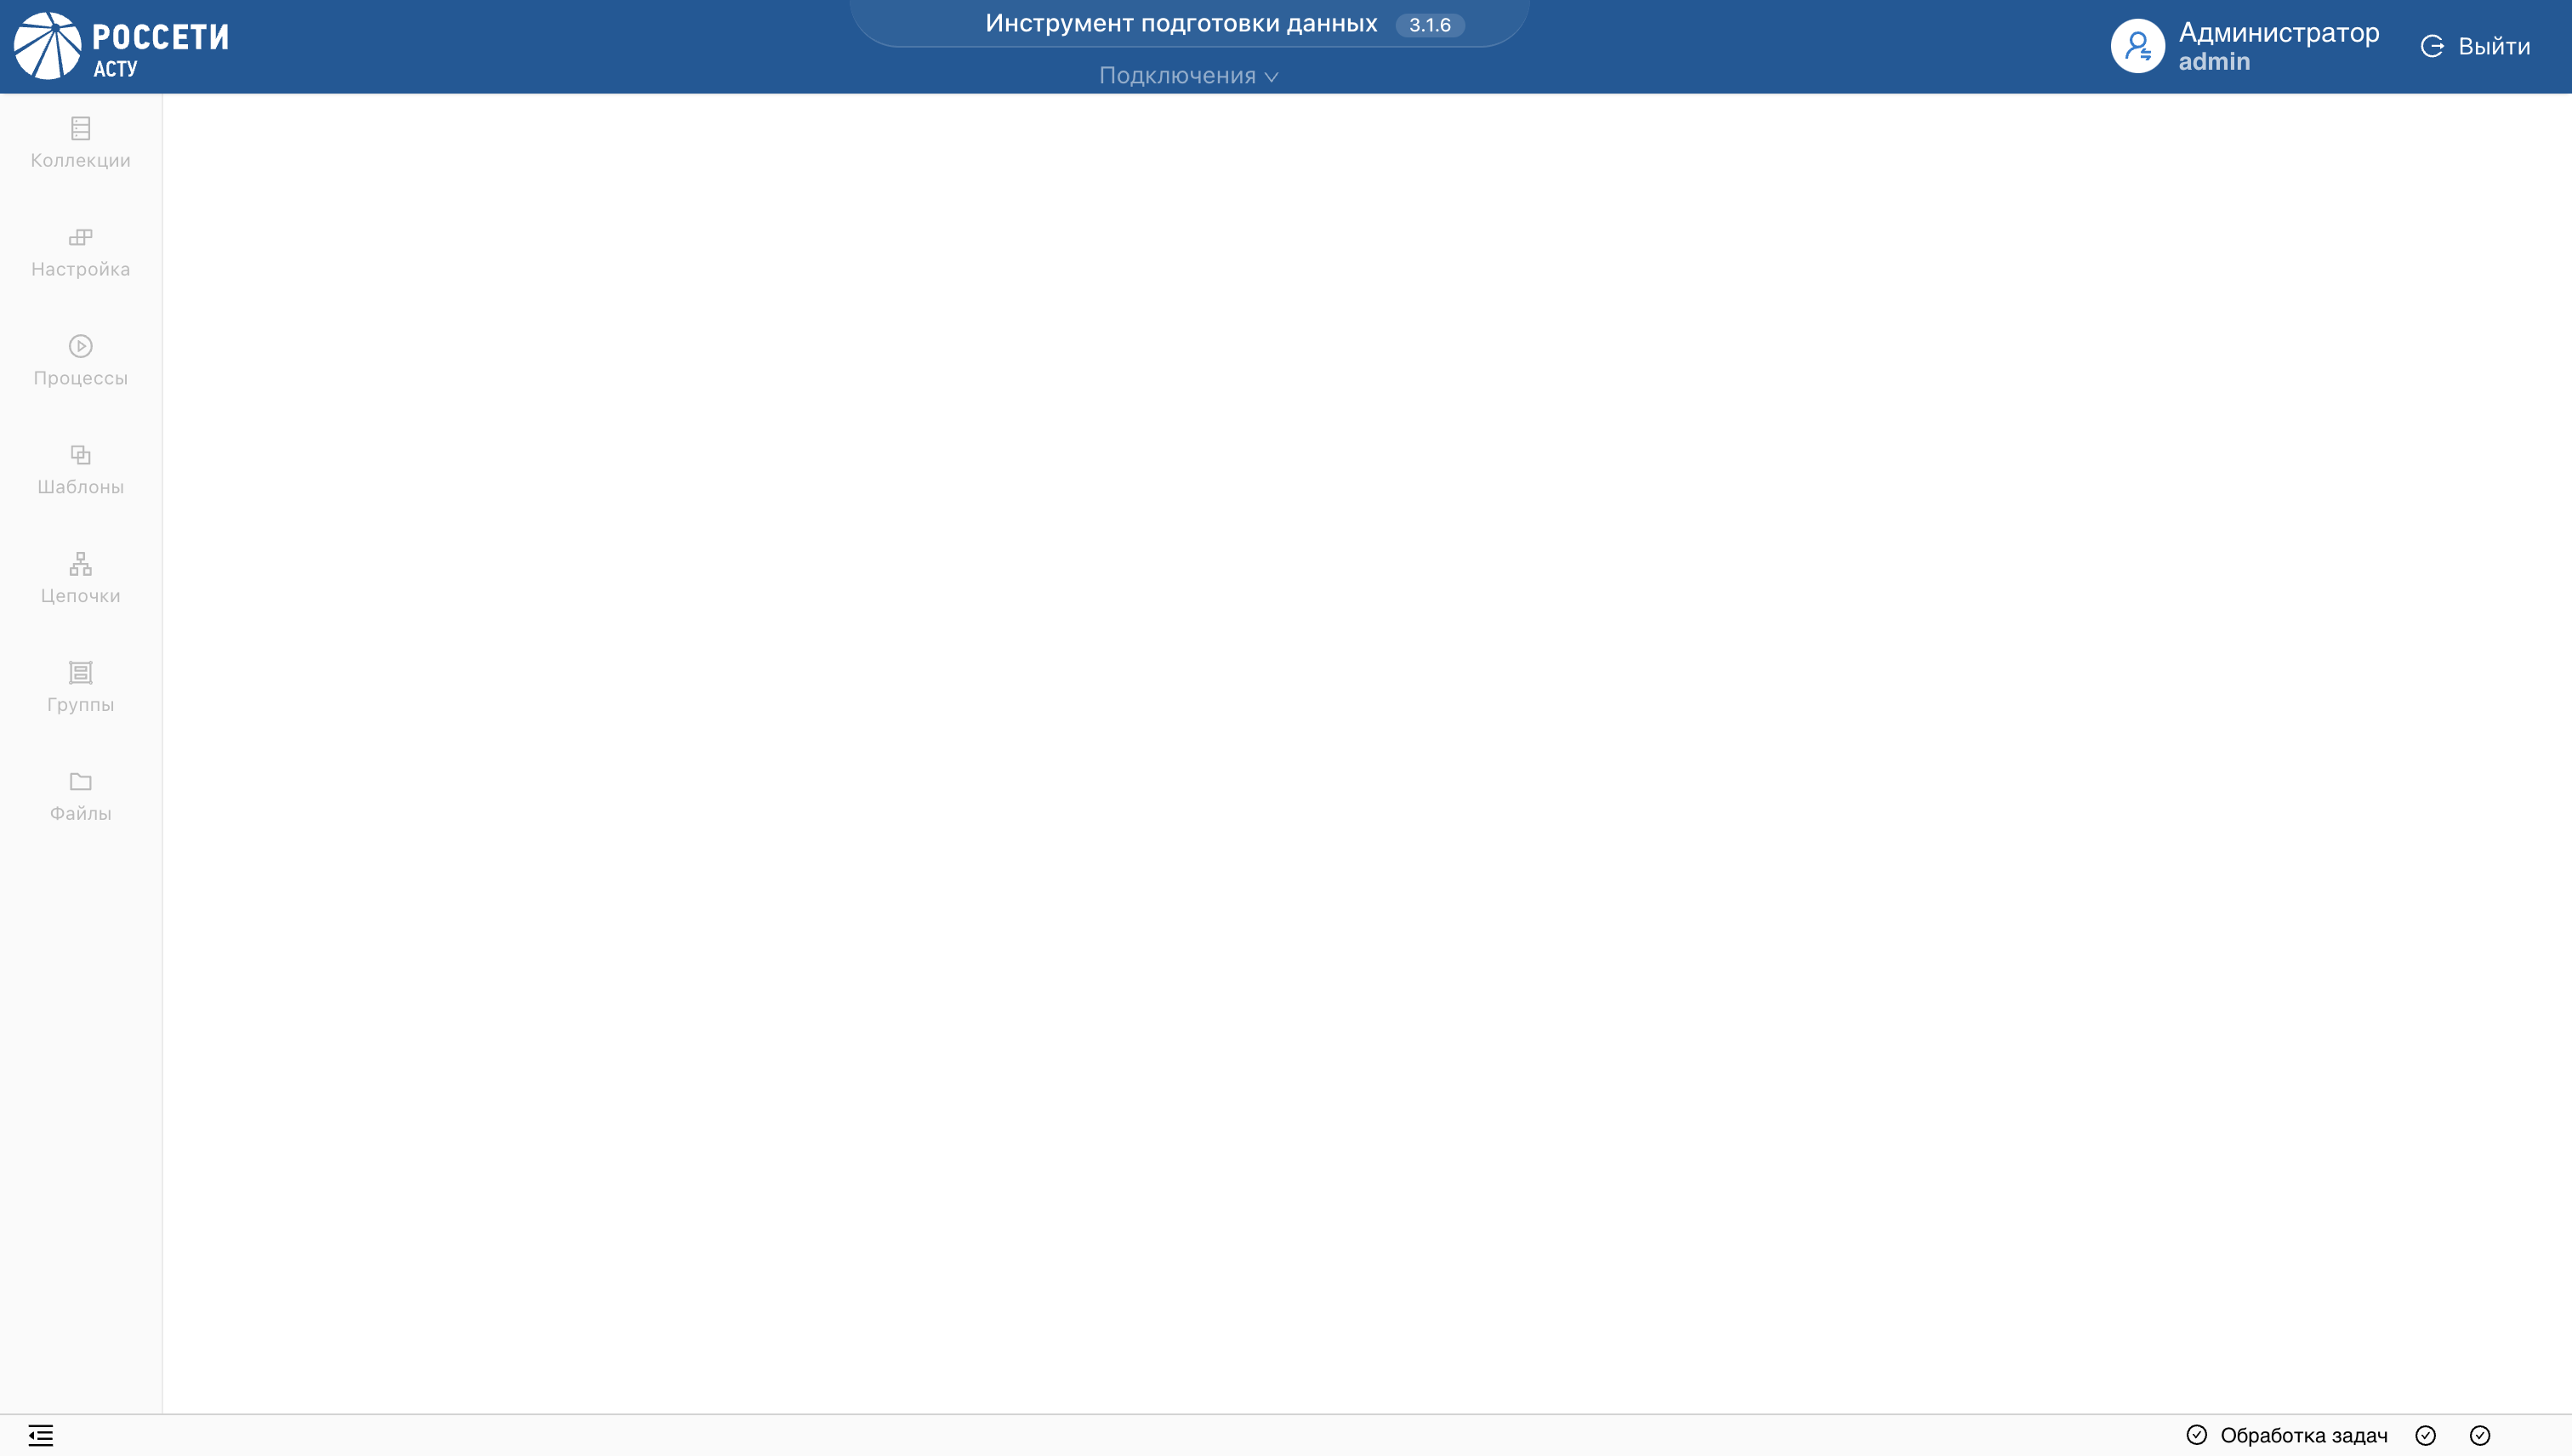 РОССЕТИ
АСТУ
Инструмент подготовки данных 3.1.6
Подключения
Администратор
admin
Выйти
Коллекции
Настройка
Процессы
Шаблоны
Цепочки
Группы
Файлы
Обработка задач